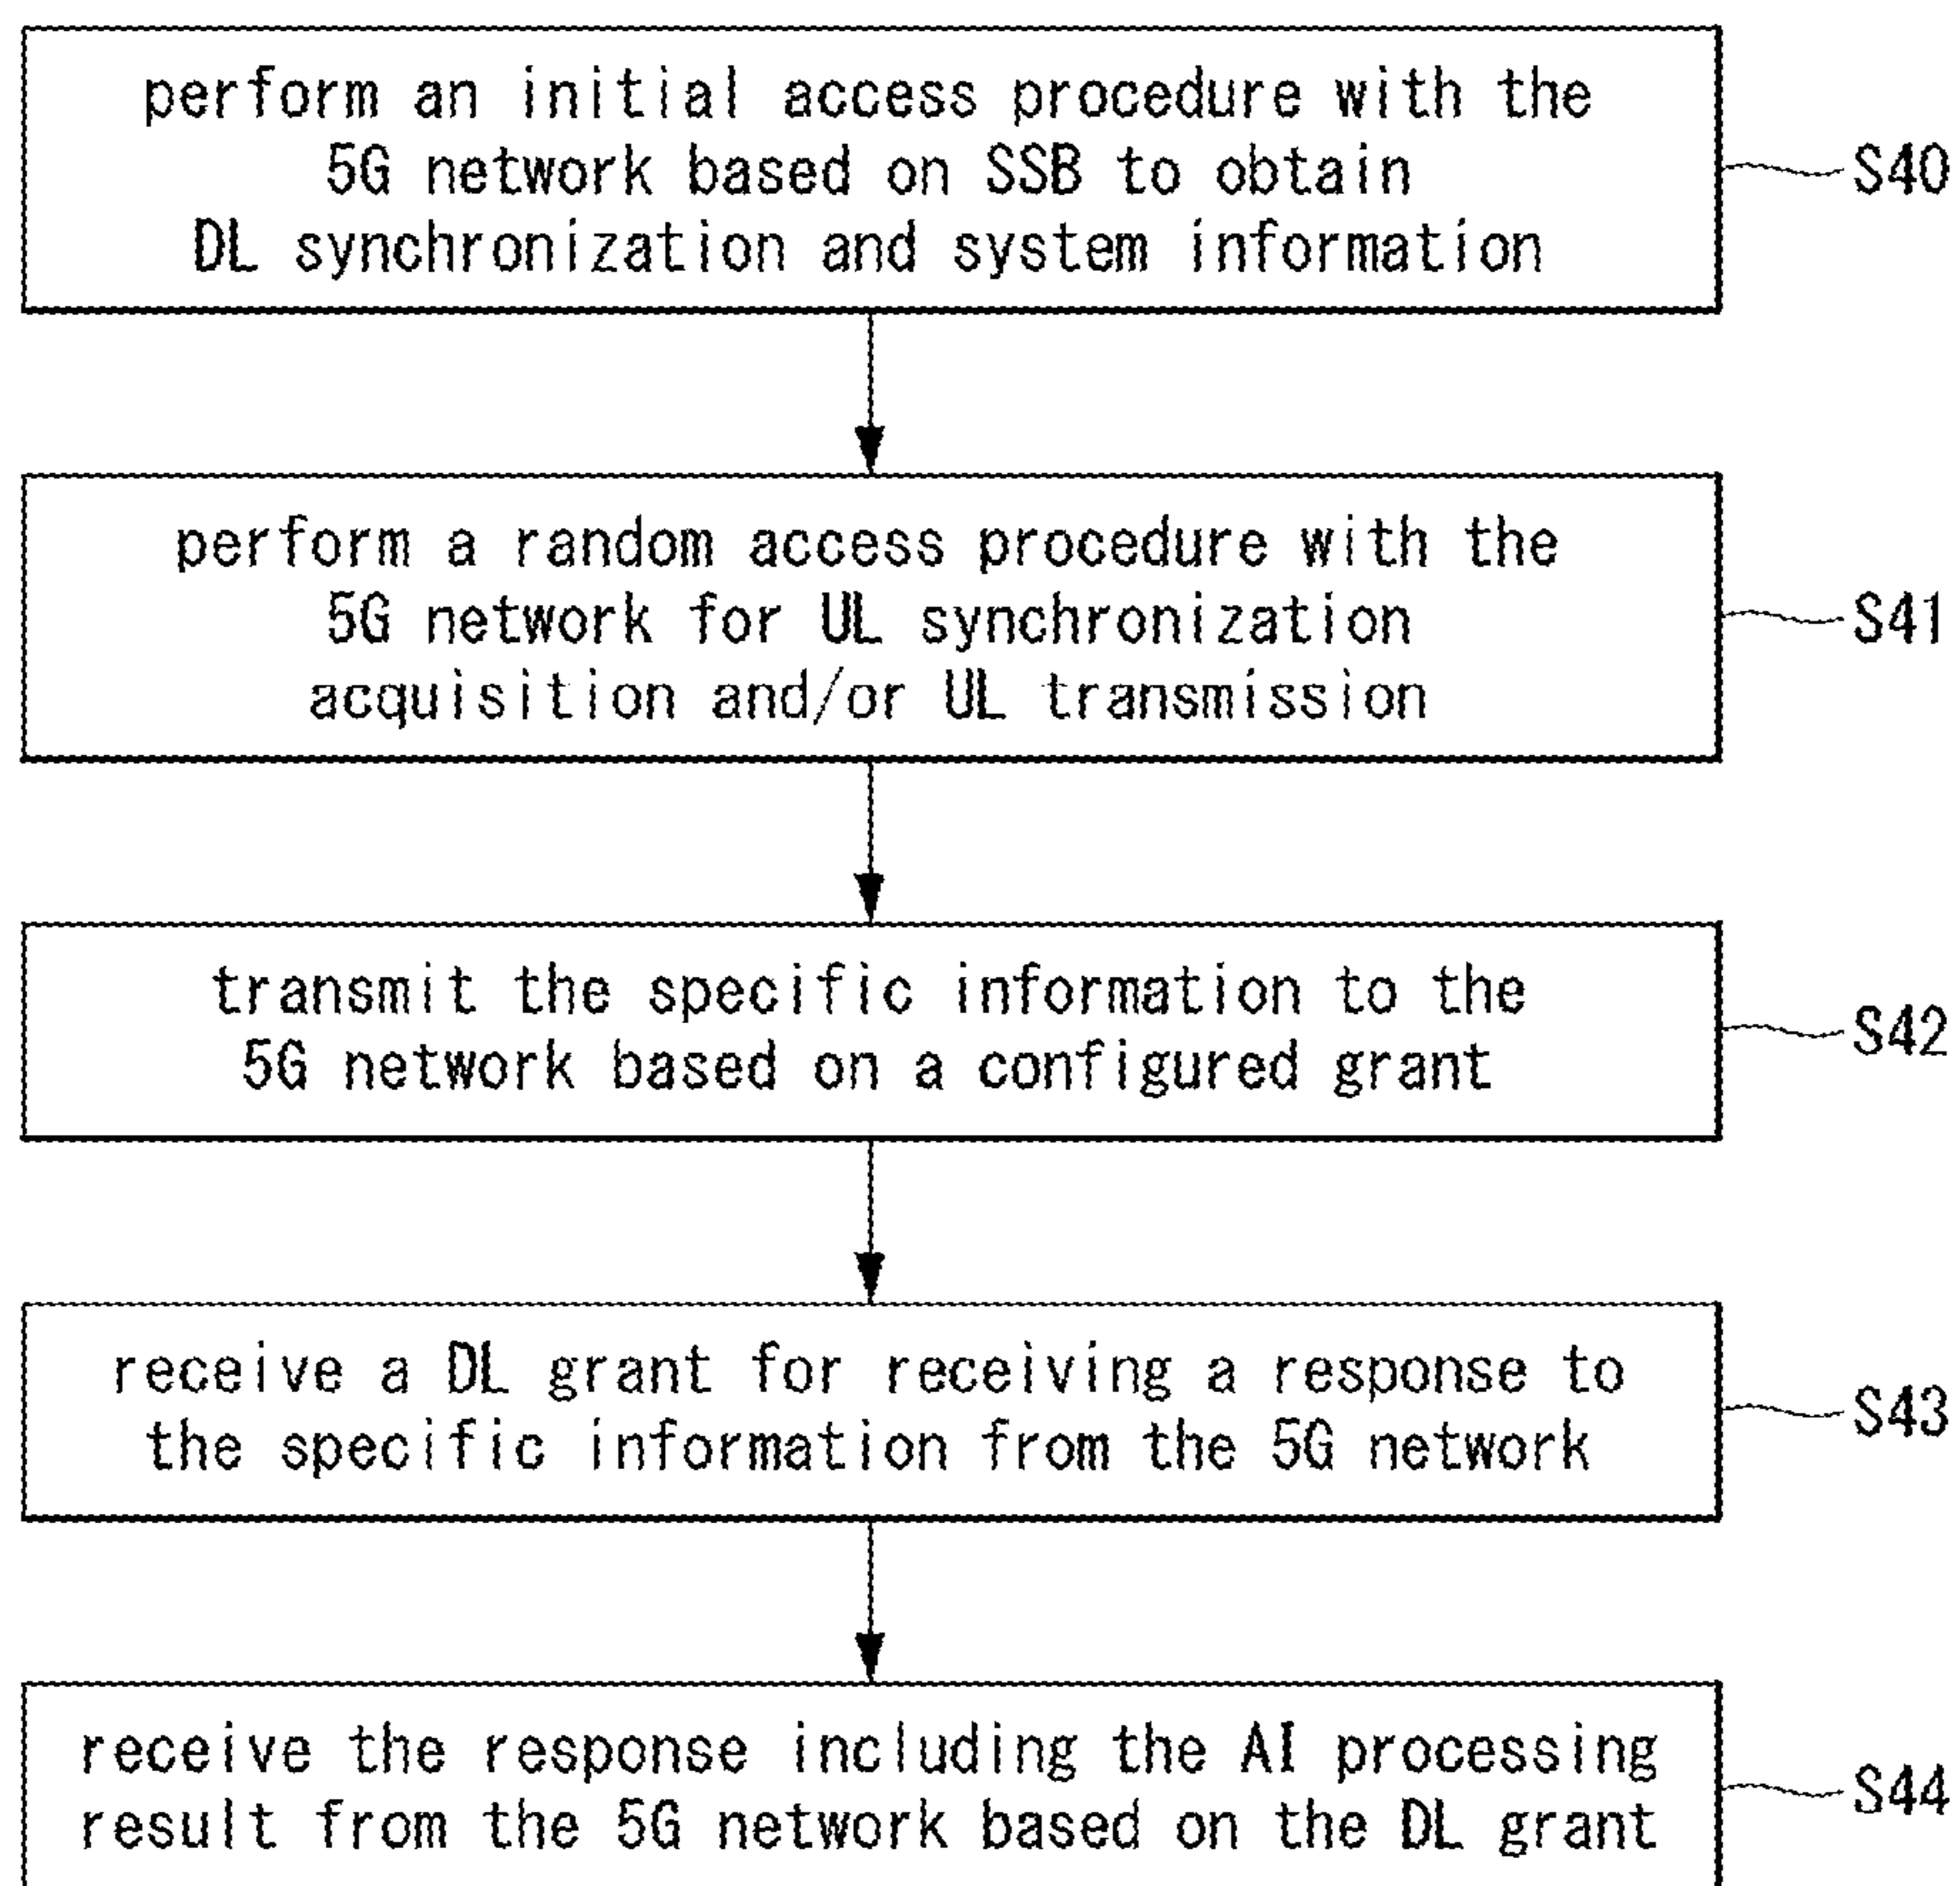 perform an initial access procedure with the
5G network based on SSB to obtain
DL synchronization and system information
S40
perform a random access procedure with the
5G network for UL synchronization
acquisition and/or UL transmission
S41
transmit the specific information to the
5G network based on a configured grant
S42
receive a DL grant for receiving a response to
the specific information from the 5G network
S43
receive the response including the AI processing
result from the 5G network based on the DL grant
S44